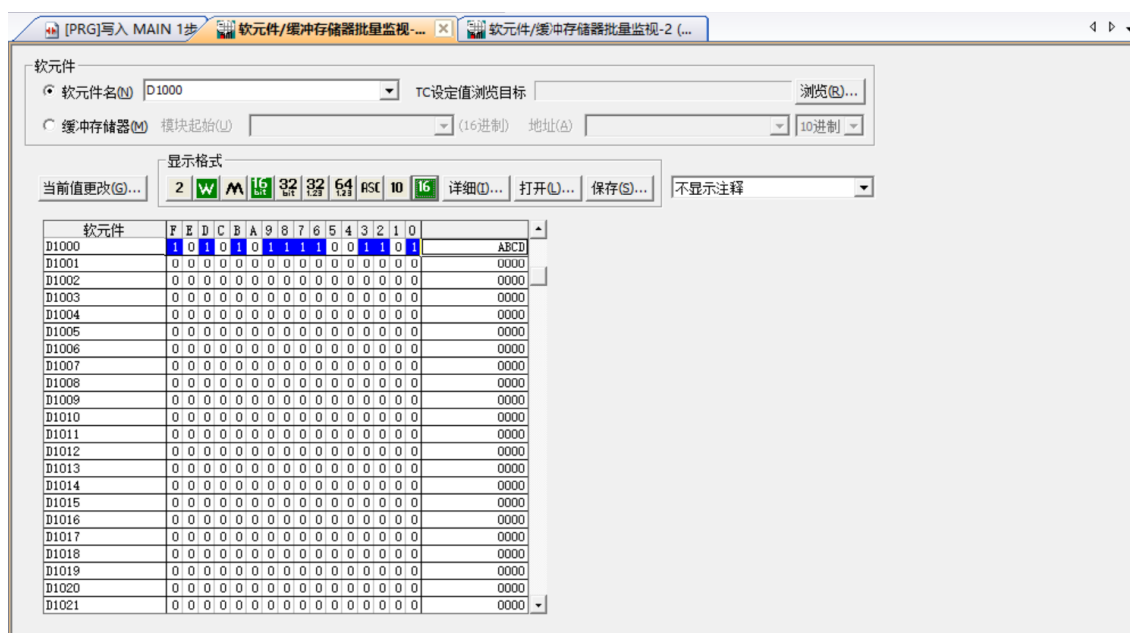 [PRG]写入 MAIN 1步 软元件/缓冲存储器批量监视-... 软元件/缓冲存储器批量监视-2 (...
软元件
软元件名(N) D1000 TC设定值浏览目标 浏览(R)...
缓冲存储器(M) 模块起始(U) (16进制) 地址(A) 10进制
显示格式
当前值更改(G)... 2 W M 16bit 32bit 32 1.23 64 1.23 ASC 10 16 详细(I)... 打开(L)... 保存(S)... 不显示注释
软元件 F E D C B A 9 8 7 6 5 4 3 2 1 0
D1000 1 0 1 0 1 0 1 1 1 1 0 0 1 1 0 1 ABCD
D1001 0 0 0 0 0 0 0 0 0 0 0 0 0 0 0 0 0000
D1002 0 0 0 0 0 0 0 0 0 0 0 0 0 0 0 0 0000
D1003 0 0 0 0 0 0 0 0 0 0 0 0 0 0 0 0 0000
D1004 0 0 0 0 0 0 0 0 0 0 0 0 0 0 0 0 0000
D1005 0 0 0 0 0 0 0 0 0 0 0 0 0 0 0 0 0000
D1006 0 0 0 0 0 0 0 0 0 0 0 0 0 0 0 0 0000
D1007 0 0 0 0 0 0 0 0 0 0 0 0 0 0 0 0 0000
D1008 0 0 0 0 0 0 0 0 0 0 0 0 0 0 0 0 0000
D1009 0 0 0 0 0 0 0 0 0 0 0 0 0 0 0 0 0000
D1010 0 0 0 0 0 0 0 0 0 0 0 0 0 0 0 0 0000
D1011 0 0 0 0 0 0 0 0 0 0 0 0 0 0 0 0 0000
D1012 0 0 0 0 0 0 0 0 0 0 0 0 0 0 0 0 0000
D1013 0 0 0 0 0 0 0 0 0 0 0 0 0 0 0 0 0000
D1014 0 0 0 0 0 0 0 0 0 0 0 0 0 0 0 0 0000
D1015 0 0 0 0 0 0 0 0 0 0 0 0 0 0 0 0 0000
D1016 0 0 0 0 0 0 0 0 0 0 0 0 0 0 0 0 0000
D1017 0 0 0 0 0 0 0 0 0 0 0 0 0 0 0 0 0000
D1018 0 0 0 0 0 0 0 0 0 0 0 0 0 0 0 0 0000
D1019 0 0 0 0 0 0 0 0 0 0 0 0 0 0 0 0 0000
D1020 0 0 0 0 0 0 0 0 0 0 0 0 0 0 0 0 0000
D1021 0 0 0 0 0 0 0 0 0 0 0 0 0 0 0 0 0000